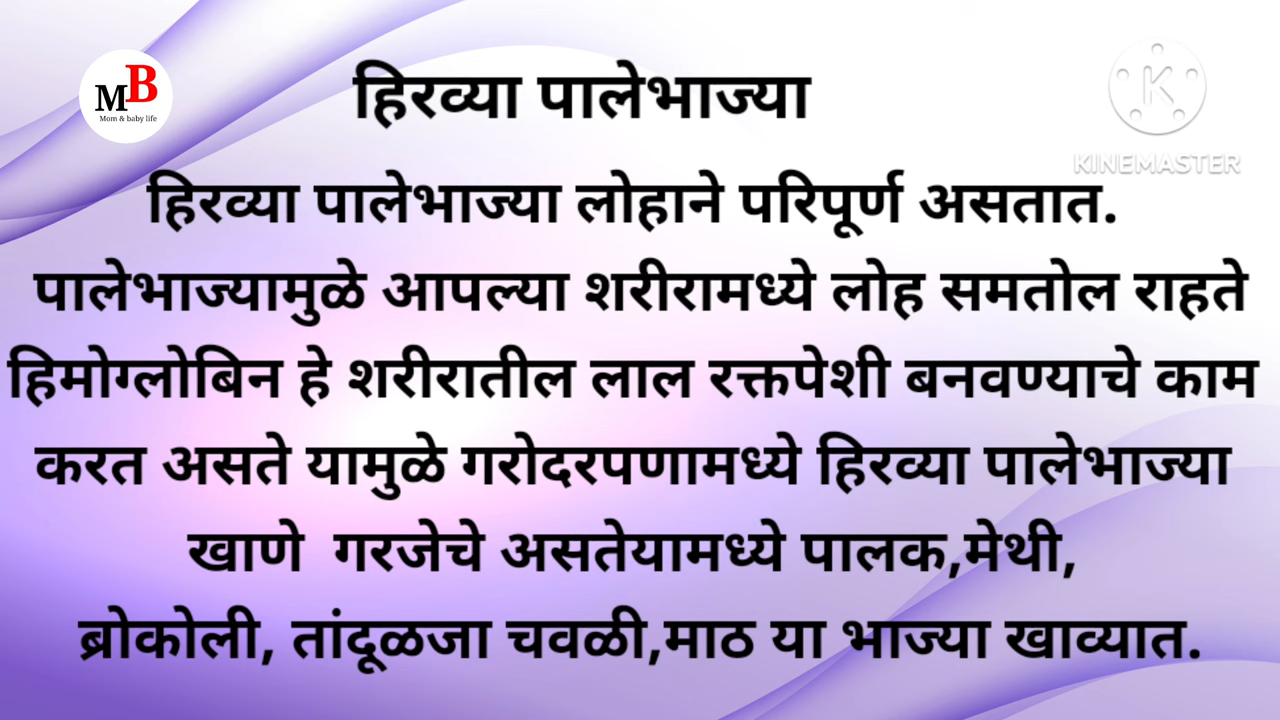 MB
Mom & baby life
KINEMASTER
हिरव्या पालेभाज्या
हिरव्या पालेभाज्या लोहाने परिपूर्ण असतात.
पालेभाज्यामुळे आपल्या शरीरामध्ये लोह समतोल राहते
हिमोग्लोबिन हे शरीरातील लाल रक्तपेशी बनवण्याचे काम
करत असते यामुळे गरोदरपणामध्ये हिरव्या पालेभाज्या
खाणे गरजेचे असतेयामध्ये पालक,मेथी,
ब्रोकोली, तांदूळजा चवळी,माठ या भाज्या खाव्यात.